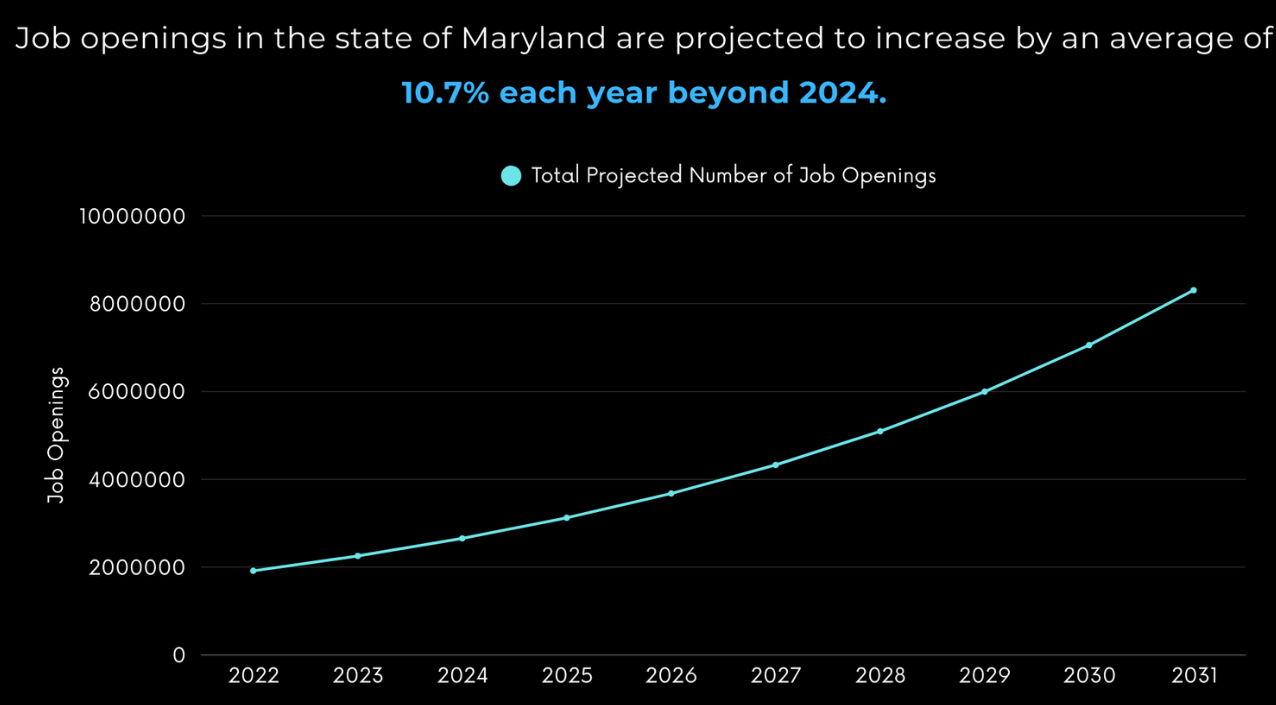 Job openings in the state of Maryland are projected to increase by an average of
10.7% each year beyond 2024.
Total Projected Number of Job Openings
10000000
8000000
6000000
4000000
2000000
0
Job Openings
2022 2023 2024 2025 2026 2027 2028 2029 2030 2031